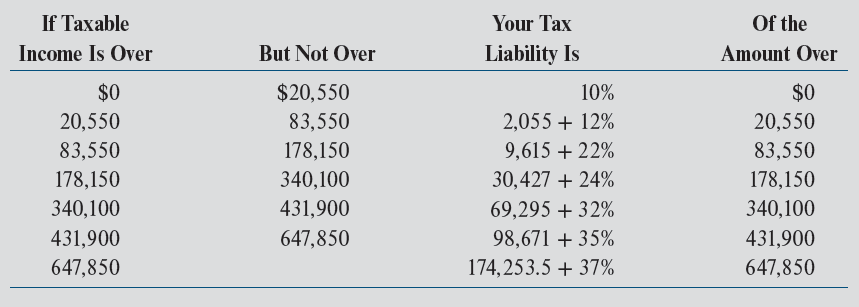 If Taxable Your Tax Of the
Income Is Over But Not Over Liability Is Amount Over
$0 $20,550 10% $0
20,550 83,550 2,055 + 12% 20,550
83,550 178,150 9,615 + 22% 83,550
178,150 340,100 30,427 + 24% 178,150
340,100 431,900 69,295 + 32% 340,100
431,900 647,850 98,671 + 35% 431,900
647,850 174,253.5 + 37% 647,850